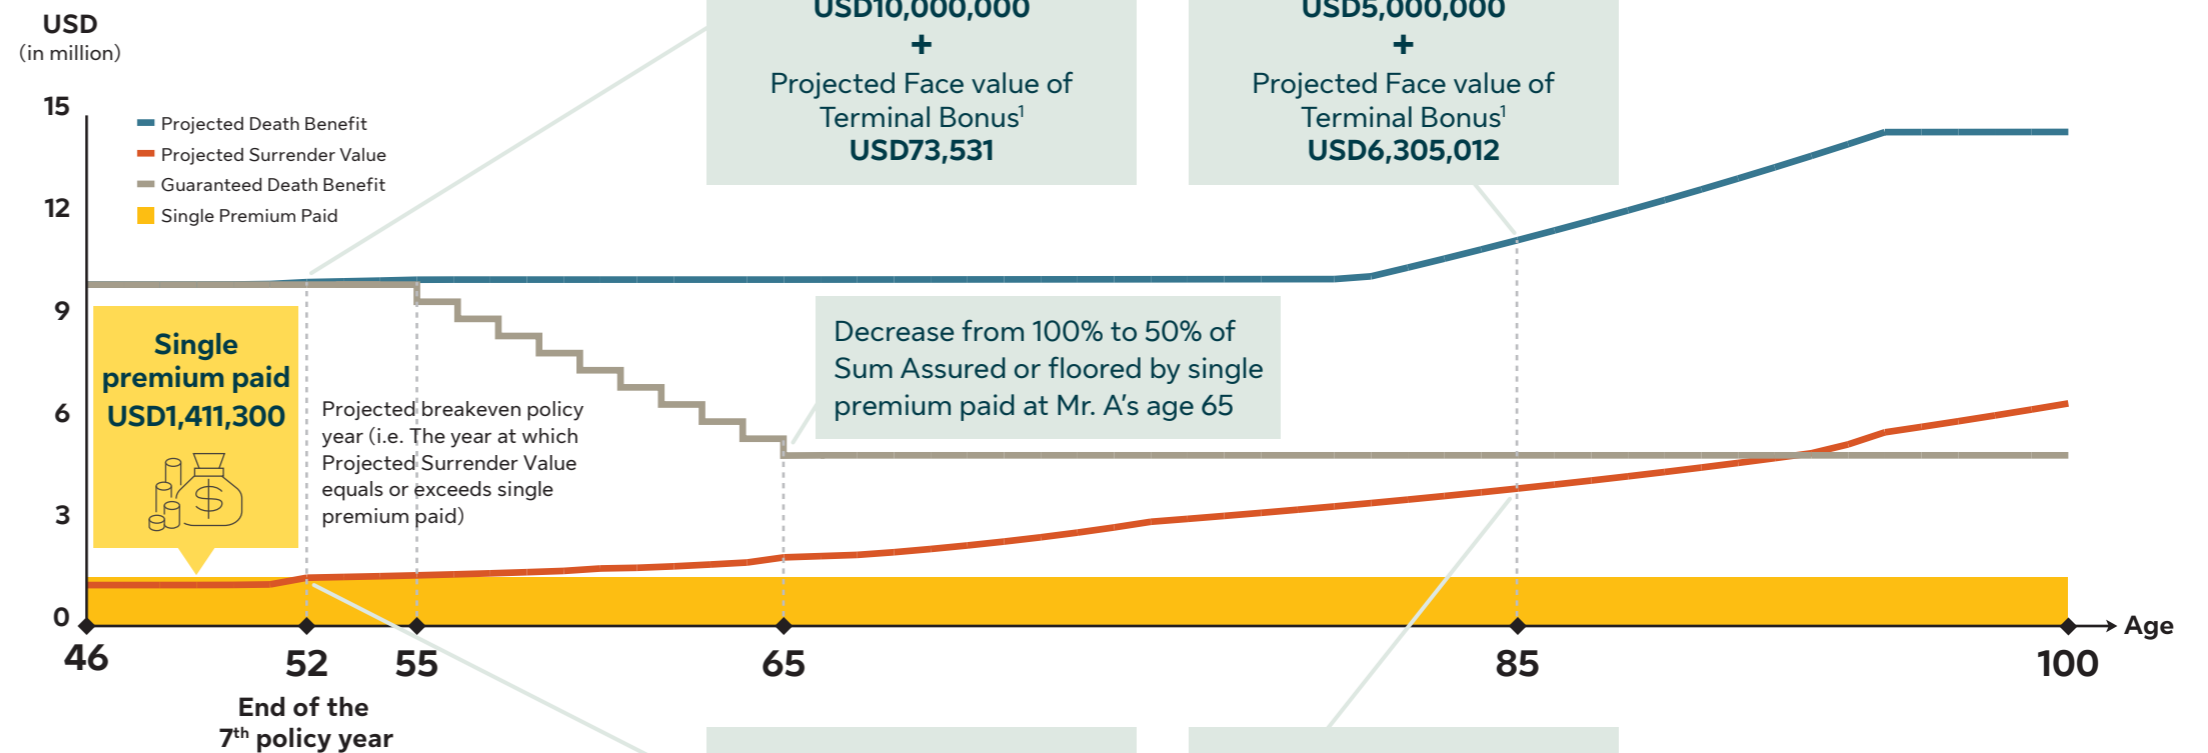 USD
(in million)
15
12
9
6
3
0
Projected Death Benefit
Projected Surrender Value
Guaranteed Death Benefit
Single Premium Paid
USD10,000,000
+
Projected Face value of
Terminal Bonus1
USD73,531
USD5,000,000
+
Projected Face value of
Terminal Bonus1
USD6,305,012
Single
premium paid
USD1,411,300
$
Projected breakeven policy
year (i.e. The year at which
Projected Surrender Value
equals or exceeds single
premium paid)
Decrease from 100% to 50% of
Sum Assured or floored by single
premium paid at Mr. A's age 65
46
52
55
65
85
100
Age
End of the
7th policy year